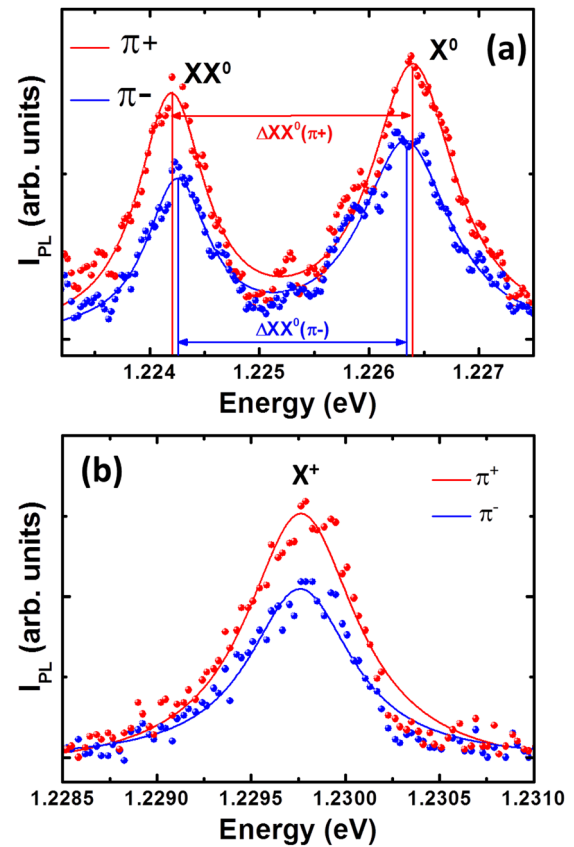 (a)
π+
π−
XX⁰
X⁰
ΔXX⁰(π+)
ΔXX⁰(π-)
I_PL (arb. units)
1.224 1.225 1.226 1.227
Energy (eV)
(b)
X⁺
π⁺
π⁻
I_PL (arb. units)
1.2285 1.2290 1.2295 1.2300 1.2305 1.2310
Energy (eV)